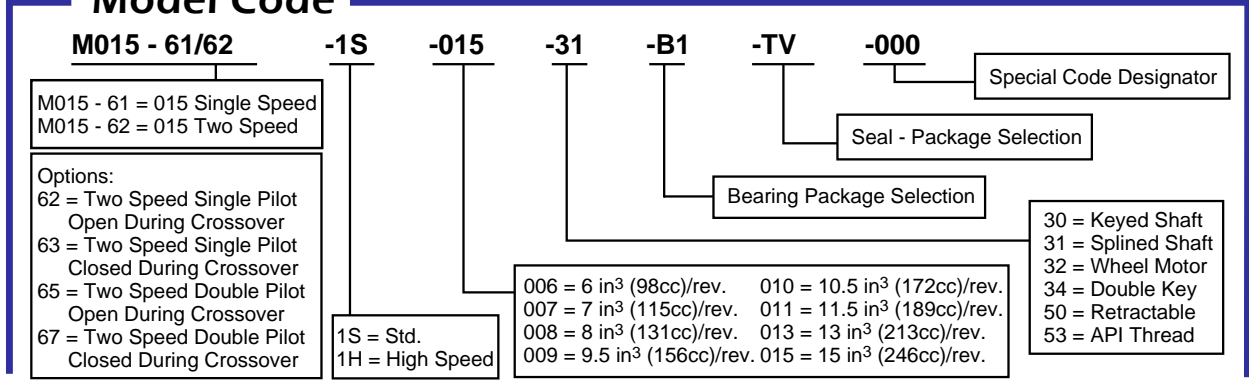 Model Code
M015 - 61/62 -1S -015 -31 -B1 -TV -000
Special Code Designator
M015 - 61 = 015 Single Speed
M015 - 62 = 015 Two Speed
Seal - Package Selection
Bearing Package Selection
Options:
62 = Two Speed Single Pilot
Open During Crossover
63 = Two Speed Single Pilot
Closed During Crossover
65 = Two Speed Double Pilot
Open During Crossover
67 = Two Speed Double Pilot
Closed During Crossover
1S = Std.
1H = High Speed
006 = 6 in³ (98cc)/rev. 010 = 10.5 in³ (172cc)/rev.
007 = 7 in³ (115cc)/rev. 011 = 11.5 in³ (189cc)/rev.
008 = 8 in³ (131cc)/rev. 013 = 13 in³ (213cc)/rev.
009 = 9.5 in³ (156cc)/rev. 015 = 15 in³ (246cc)/rev.
30 = Keyed Shaft
31 = Splined Shaft
32 = Wheel Motor
34 = Double Key
50 = Retractable
53 = API Thread